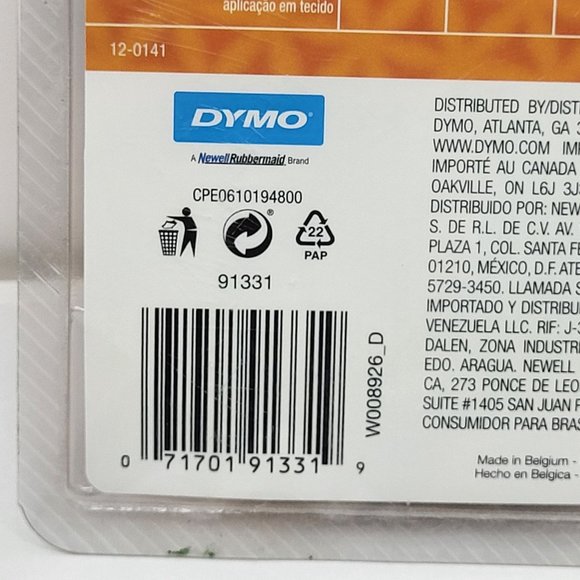 aplicação em tecido
12-0141
DYMO
A NewellRubbermaid Brand
CPE0610194800
22
PAP
91331
W008926_D
0 71701 91331 9
DISTRIBUTED BY/DIST
DYMO, ATLANTA, GA
WWW.DYMO.COM IM
IMPORTÉ AU CANADA
OAKVILLE, ON L6J 3J
DISTRIBUIDO POR: NEW
S. DE R.L. DE C.V. AV.
PLAZA 1, COL. SANTA FE
01210, MÉXICO, D.F. ATE
5729-3450. LLAMADA S
IMPORTADO Y DISTRIBU
VENEZUELA LLC. RIF: J-3
DALEN, ZONA INDUSTRI
EDO. ARAGUA. NEWELL
CA, 273 PONCE DE LEO
SUITE #1405 SAN JUAN
CONSUMIDOR PARA BRAS
Made in Belgium -
Hecho en Belgica -